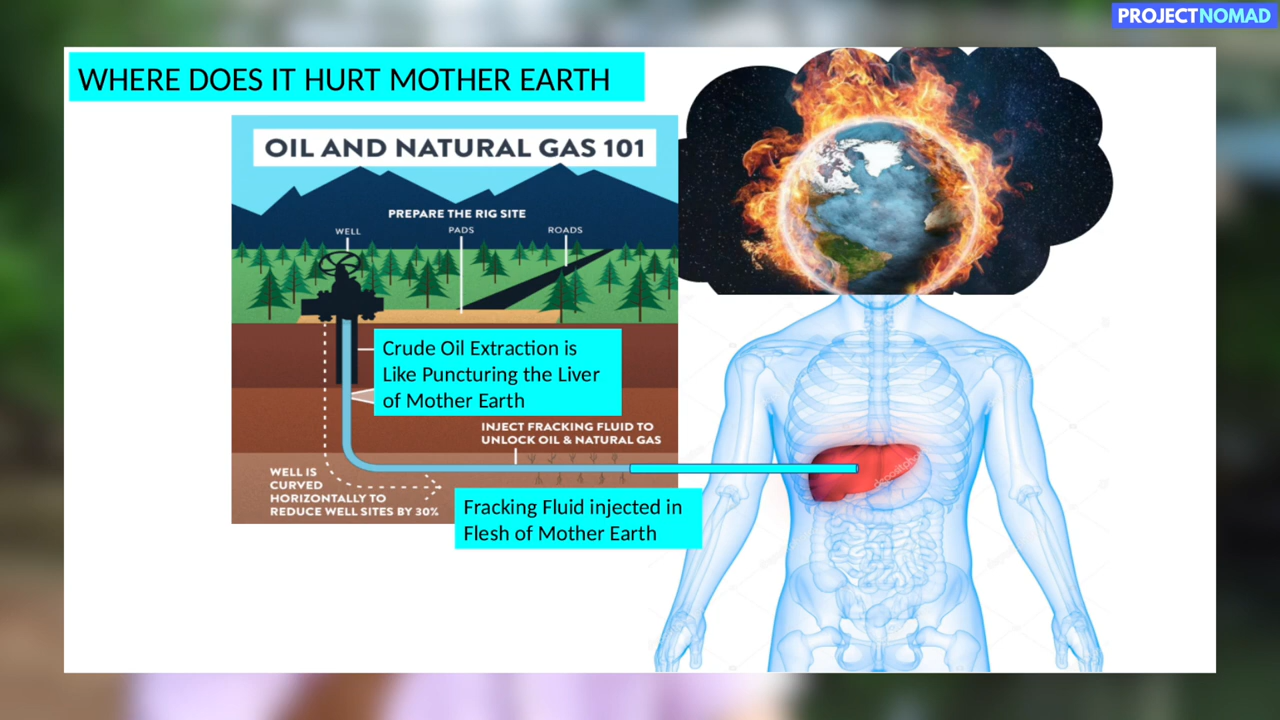 PROJECTNOMAD
WHERE DOES IT HURT MOTHER EARTH
OIL AND NATURAL GAS 101
PREPARE THE RIG SITE
WELL
PADS
ROADS
Crude Oil Extraction is
Like Puncturing the Liver
of Mother Earth
INJECT FRACKING FLUID TO
UNLOCK OIL & NATURAL GAS
WELL IS
CURVED
HORIZONTALLY TO
REDUCE WELL SITES BY 30%
Fracking Fluid injected in
Flesh of Mother Earth